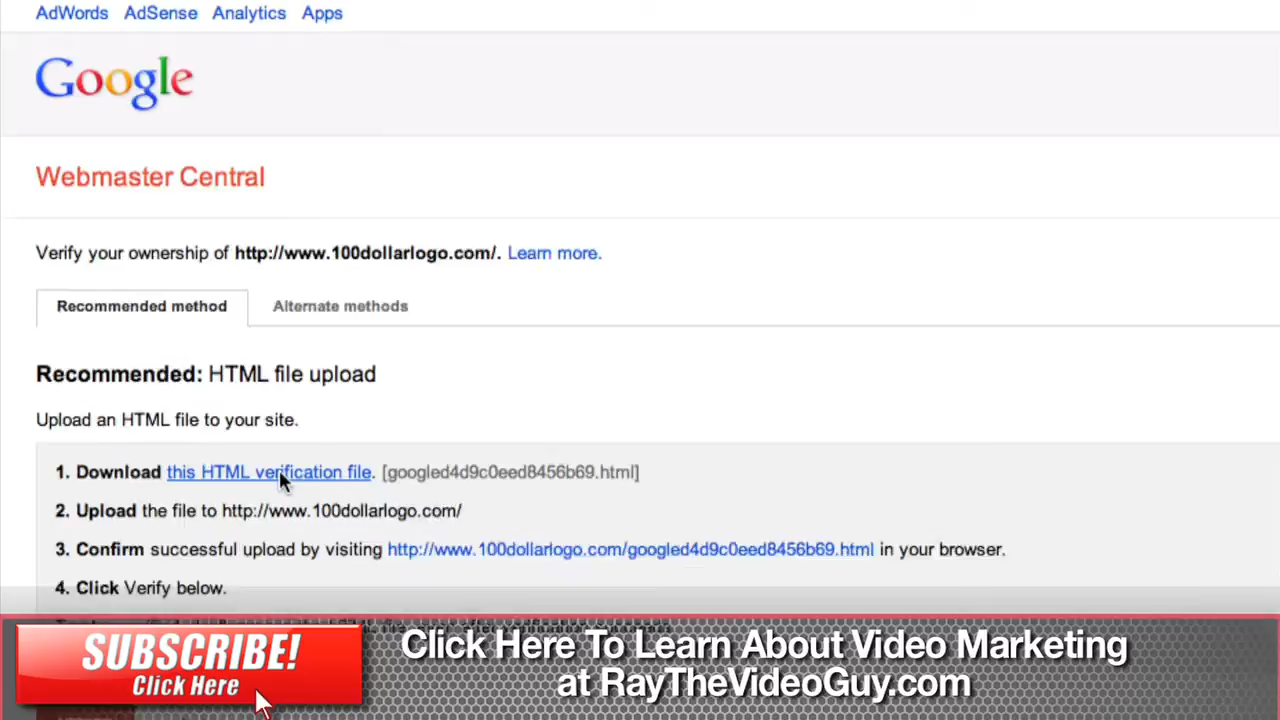 AdWords AdSense Analytics Apps
Google
Webmaster Central
Verify your ownership of http://www.100dollarlogo.com/. Learn more.
Recommended method Alternate methods
Recommended: HTML file upload
Upload an HTML file to your site.
1. Download this HTML verification file. [googled4d9c0eed8456b69.html]
2. Upload the file to http://www.100dollarlogo.com/
3. Confirm successful upload by visiting http://www.100dollarlogo.com/googled4d9c0eed8456b69.html in your browser.
4. Click Verify below.
SUBSCRIBE!
Click Here
Click Here To Learn About Video Marketing
at RayTheVideoGuy.com